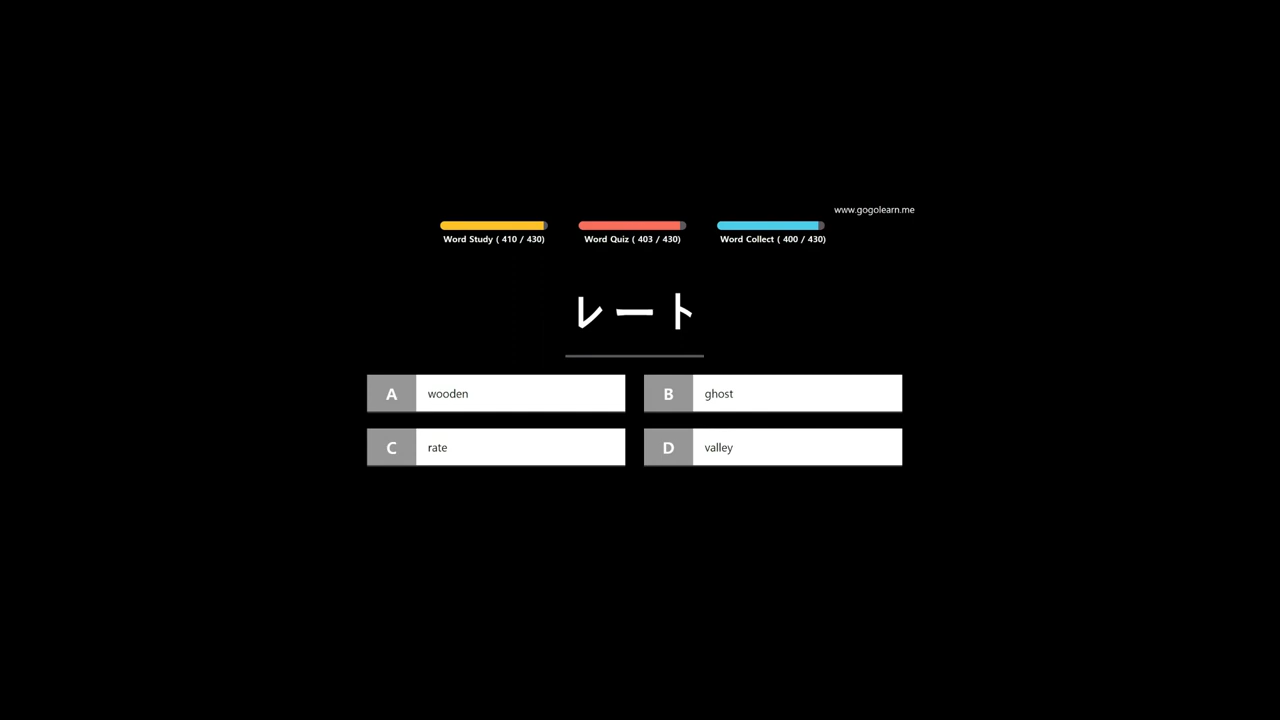 www.gogolearn.me
Word Study ( 410 / 430) Word Quiz ( 403 / 430) Word Collect ( 400 / 430)
レート
A wooden B ghost
C rate D valley